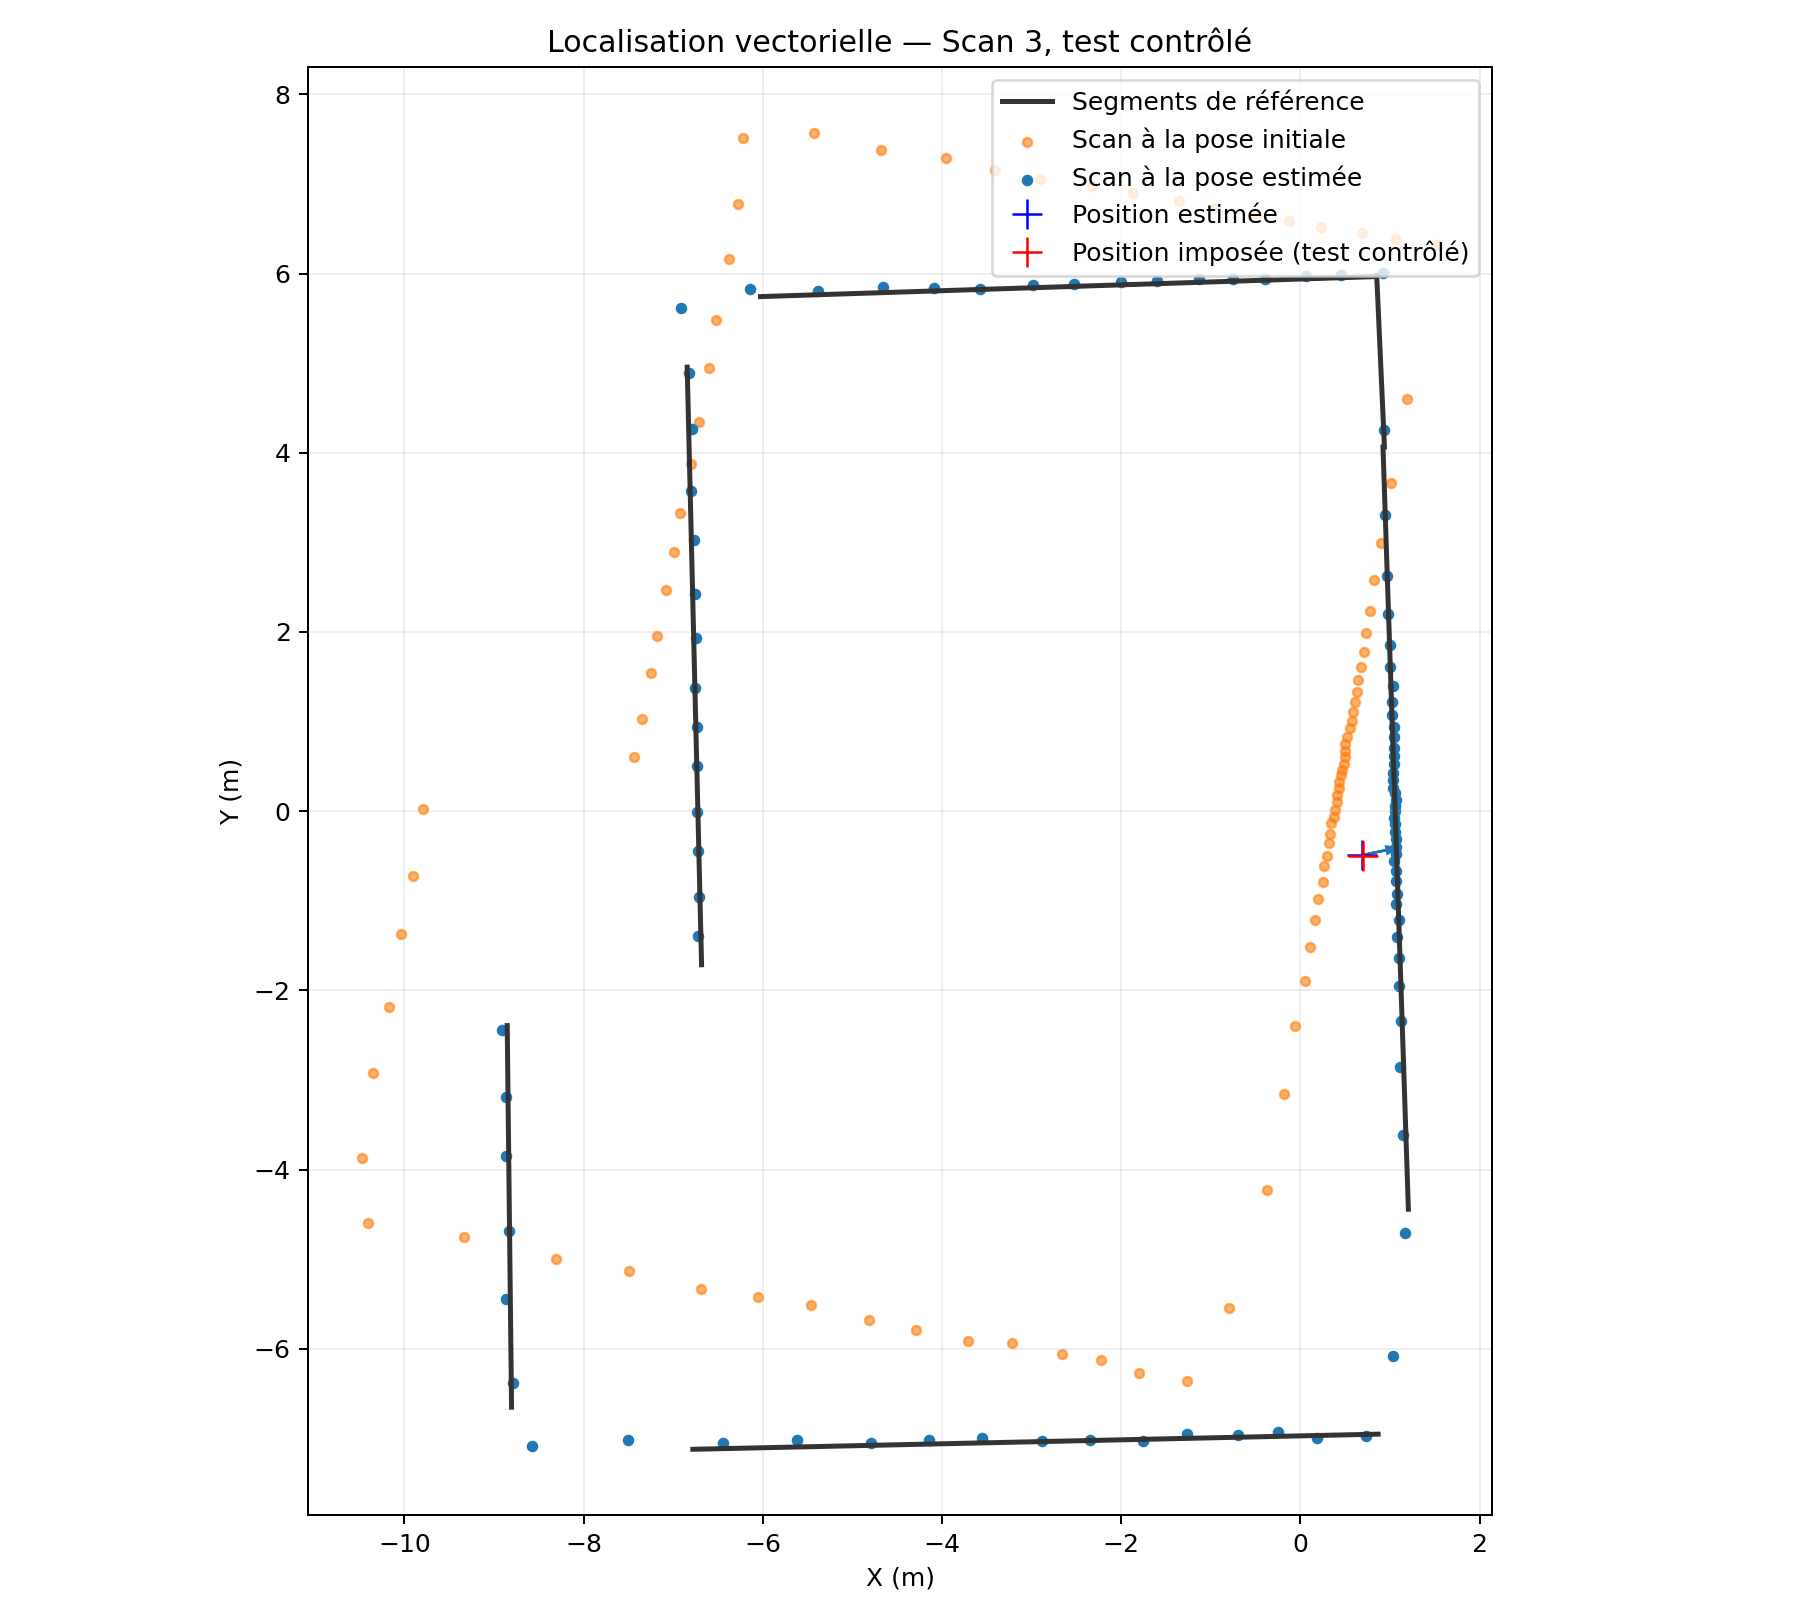 Localisation vectorielle — Scan 3, test contrôlé
Segments de référence
Scan à la pose initiale
Scan à la pose estimée
Position estimée
Position imposée (test contrôlé)
8
6
4
2
0
−2
−4
−6
Y (m)
−10
−8
−6
−4
−2
0
2
X (m)